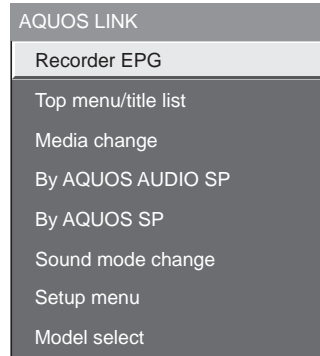 AQUOS LINK
Recorder EPG
Top menu/title list
Media change
By AQUOS AUDIO SP
By AQUOS SP
Sound mode change
Setup menu
Model select